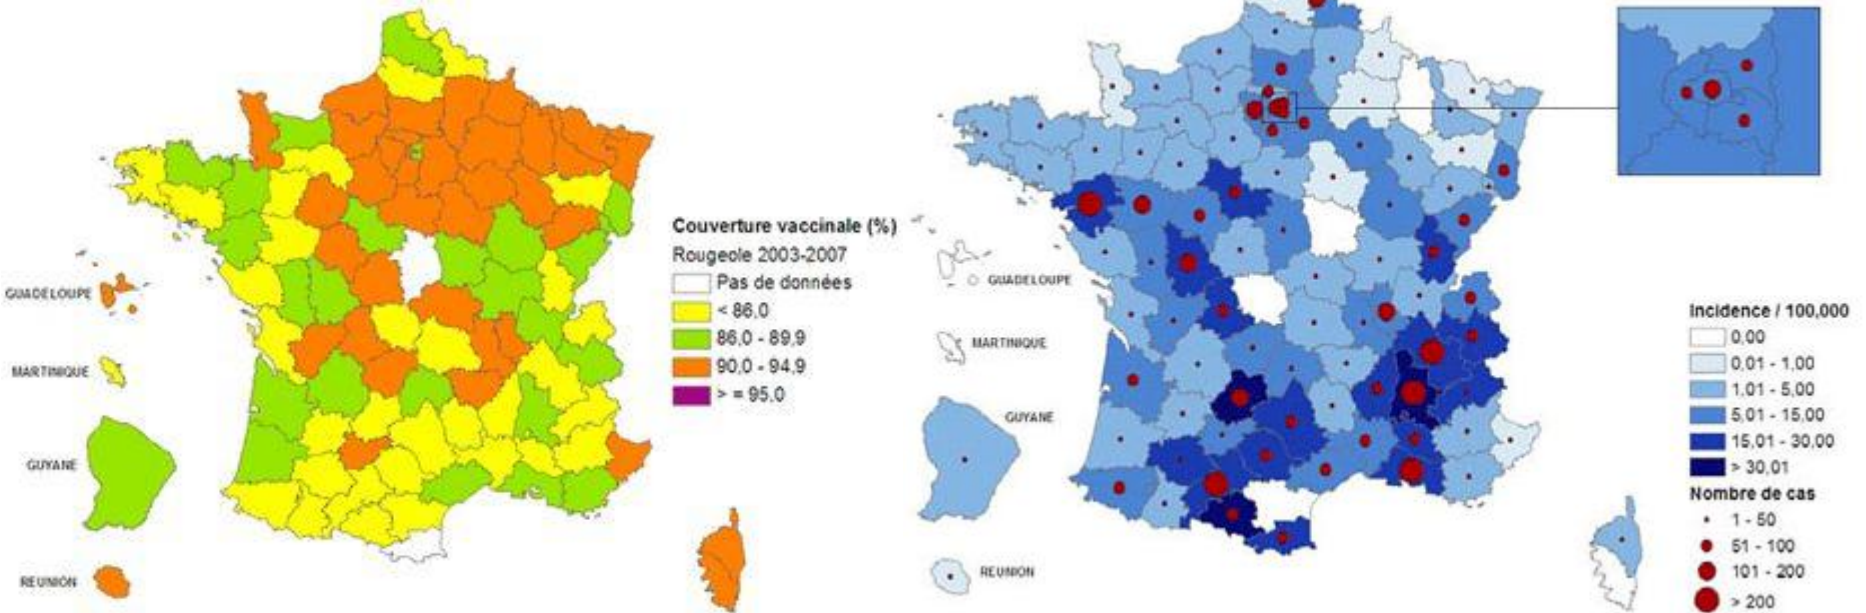 Couverture vaccinale (%)
Rougeole 2003-2007
Pas de données
< 86,0
86,0 - 89,9
90,0 - 94,9
> = 95,0
GUADELOUPE
MARTINIQUE
GUYANE
REUNION
GUADELOUPE
MARTINIQUE
GUYANE
REUNION
Incidence / 100,000
0,00
0,01 - 1,00
1,01 - 5,00
5,01 - 15,00
15,01 - 30,00
> 30,01
Nombre de cas
1 - 50
51 - 100
101 - 200
> 200